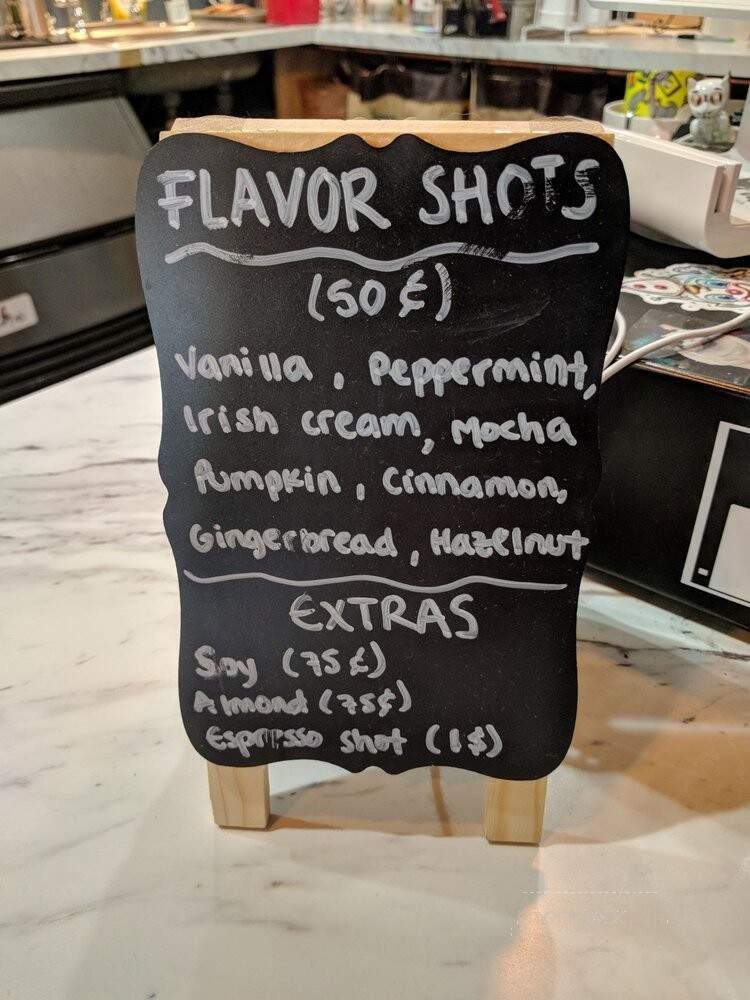 FLAVOR SHOTS
(50¢)
Vanilla, Peppermint,
Irish cream, Mocha
Pumpkin, Cinnamon,
Gingerbread, Hazelnut
EXTRAS
Soy (75¢)
Almond (75¢)
Espresso shot (1$)